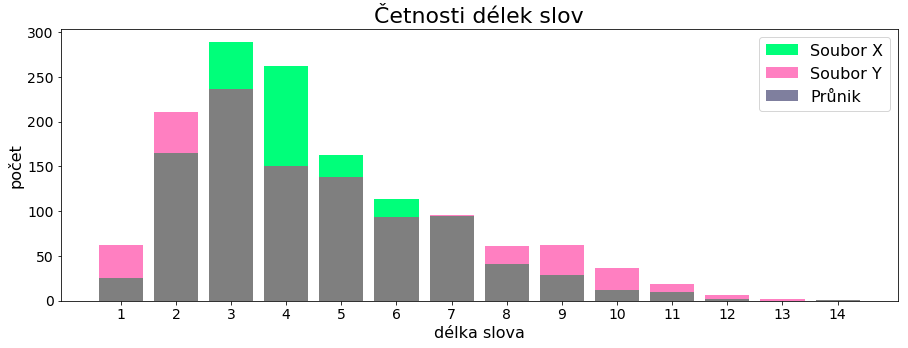 Četnosti délek slov
Soubor X
Soubor Y
Průnik
počet
300
250
200
150
100
50
0
1 2 3 4 5 6 7 8 9 10 11 12 13 14
délka slova